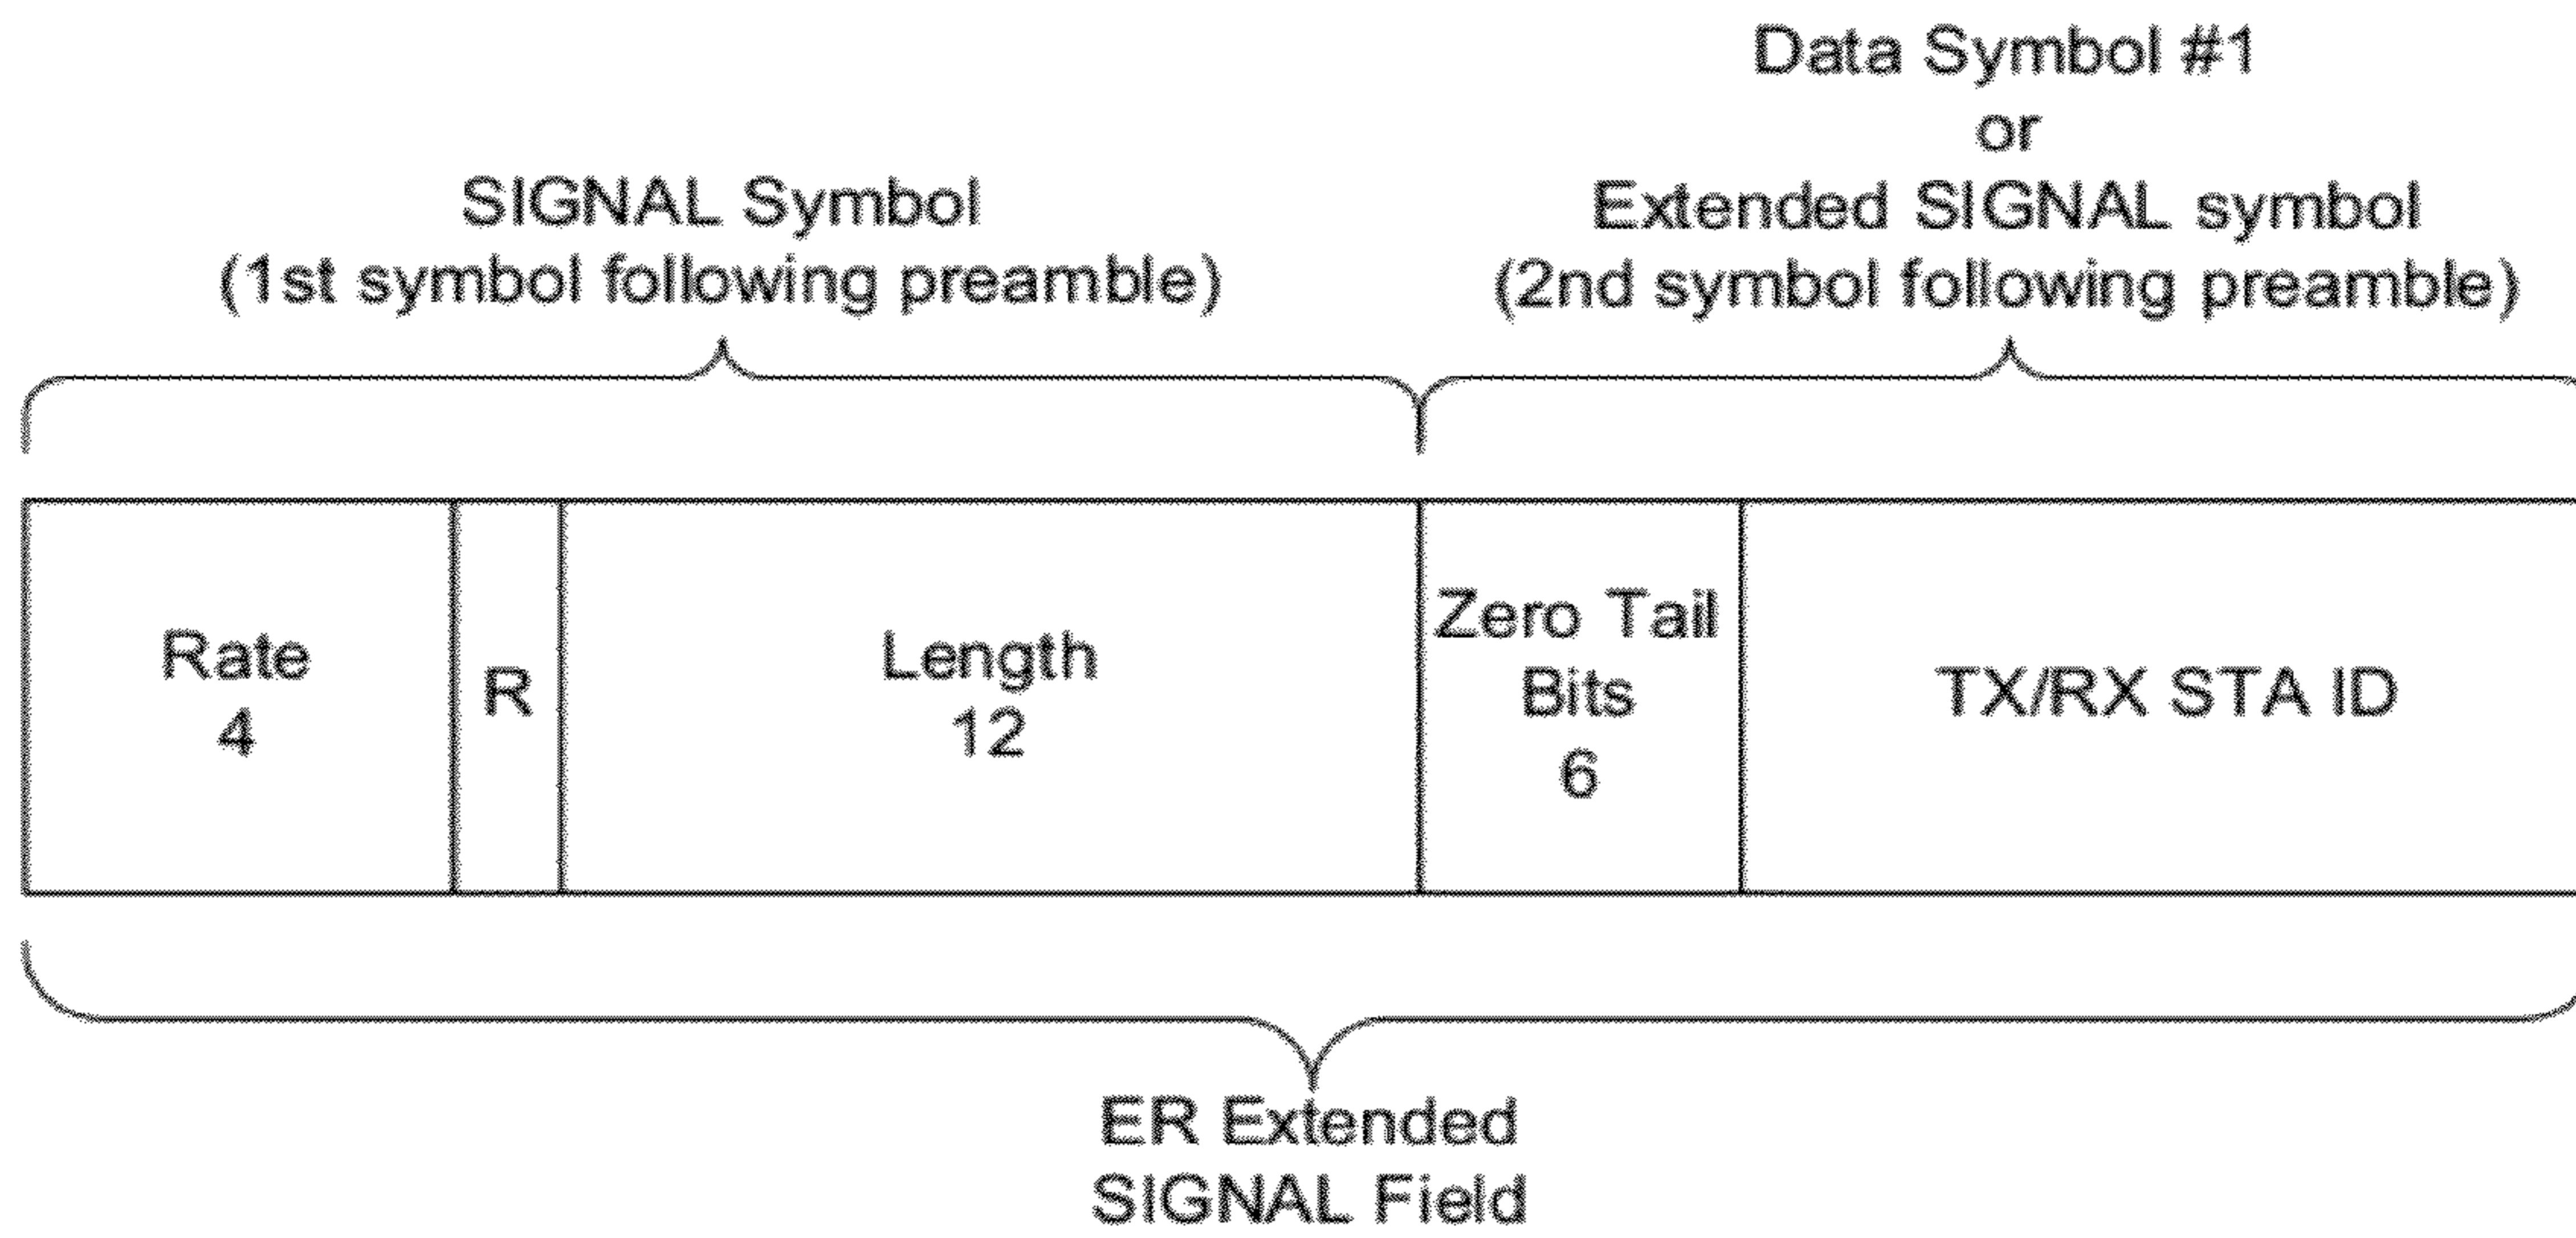 Data Symbol #1
or
SIGNAL Symbol
Extended SIGNAL symbol
(1st symbol following preamble)
(2nd symbol following preamble)
Rate
4
R
Length
12
Zero Tail
Bits
6
TX/RX STA ID
ER Extended
SIGNAL Field